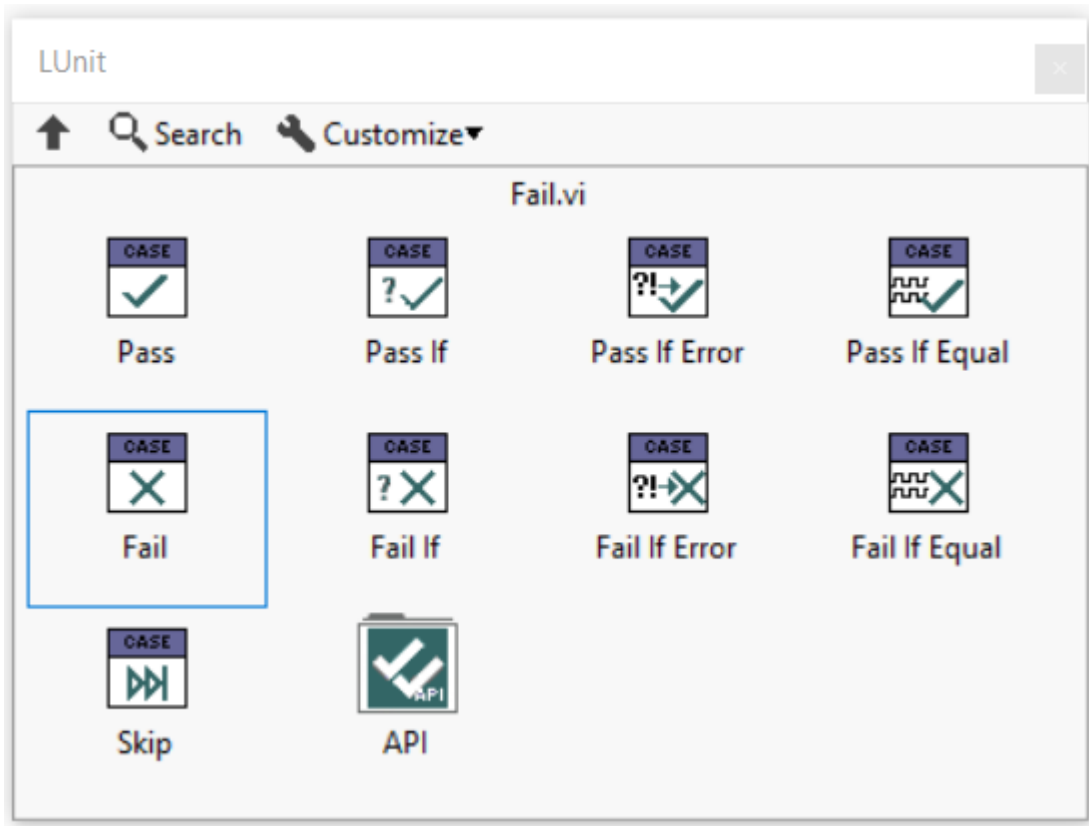 LUnit
Search Customize
Fail.vi
CASE CASE CASE CASE
? ?!
Pass Pass If Pass If Error Pass If Equal
CASE CASE CASE CASE
? ?!
Fail Fail If Fail If Error Fail If Equal
CASE
API
Skip API